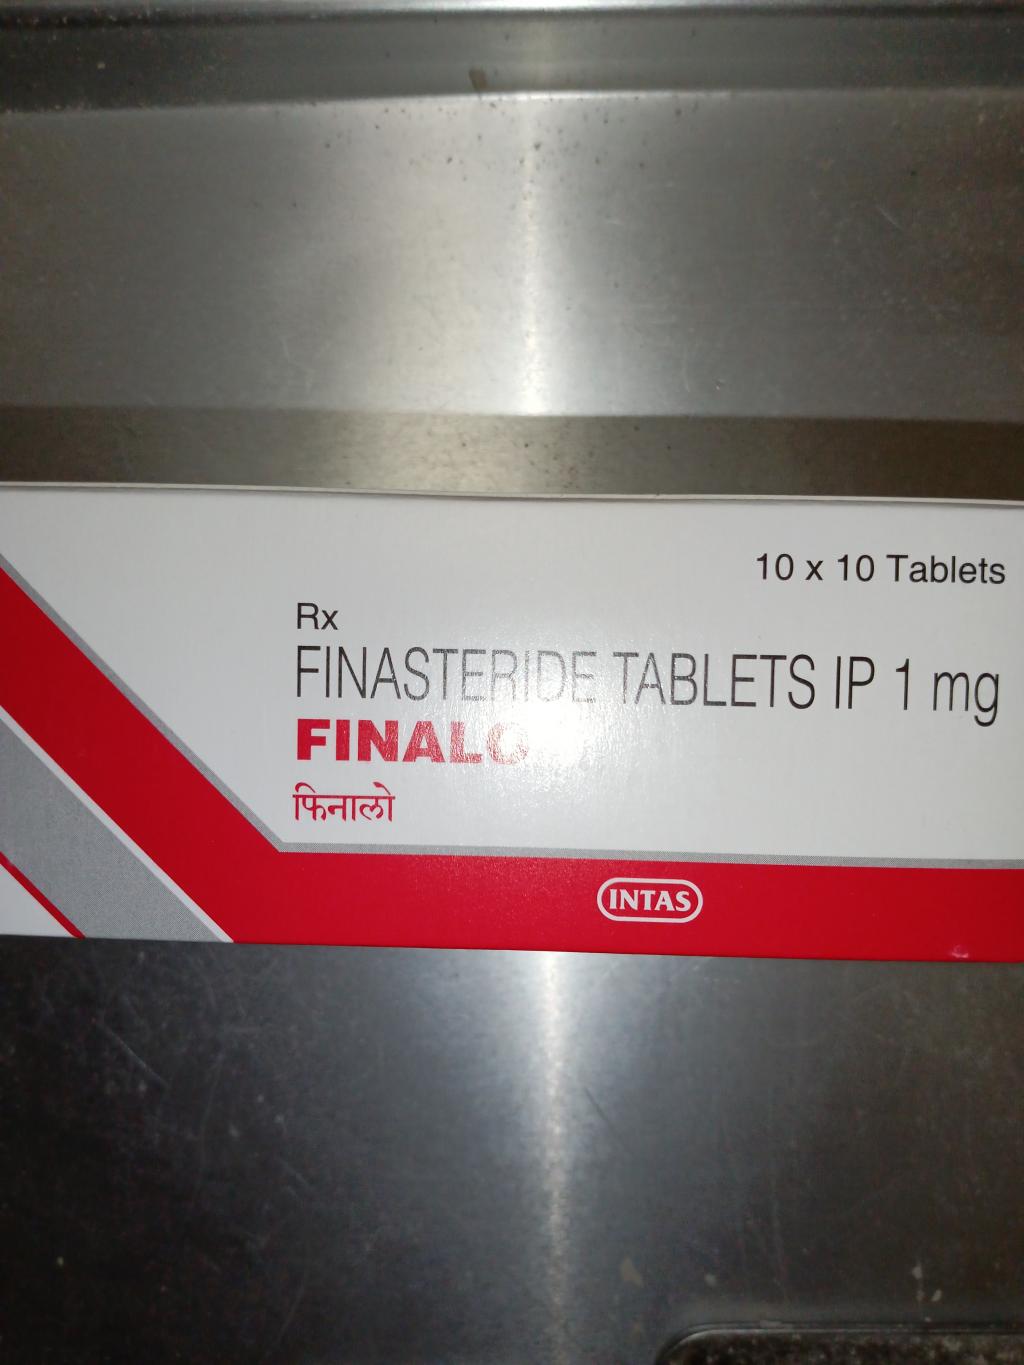 10 x 10 Tablets
Rx
FINASTERIDE TABLETS IP 1 mg
FINALO
फिनालो
INTAS